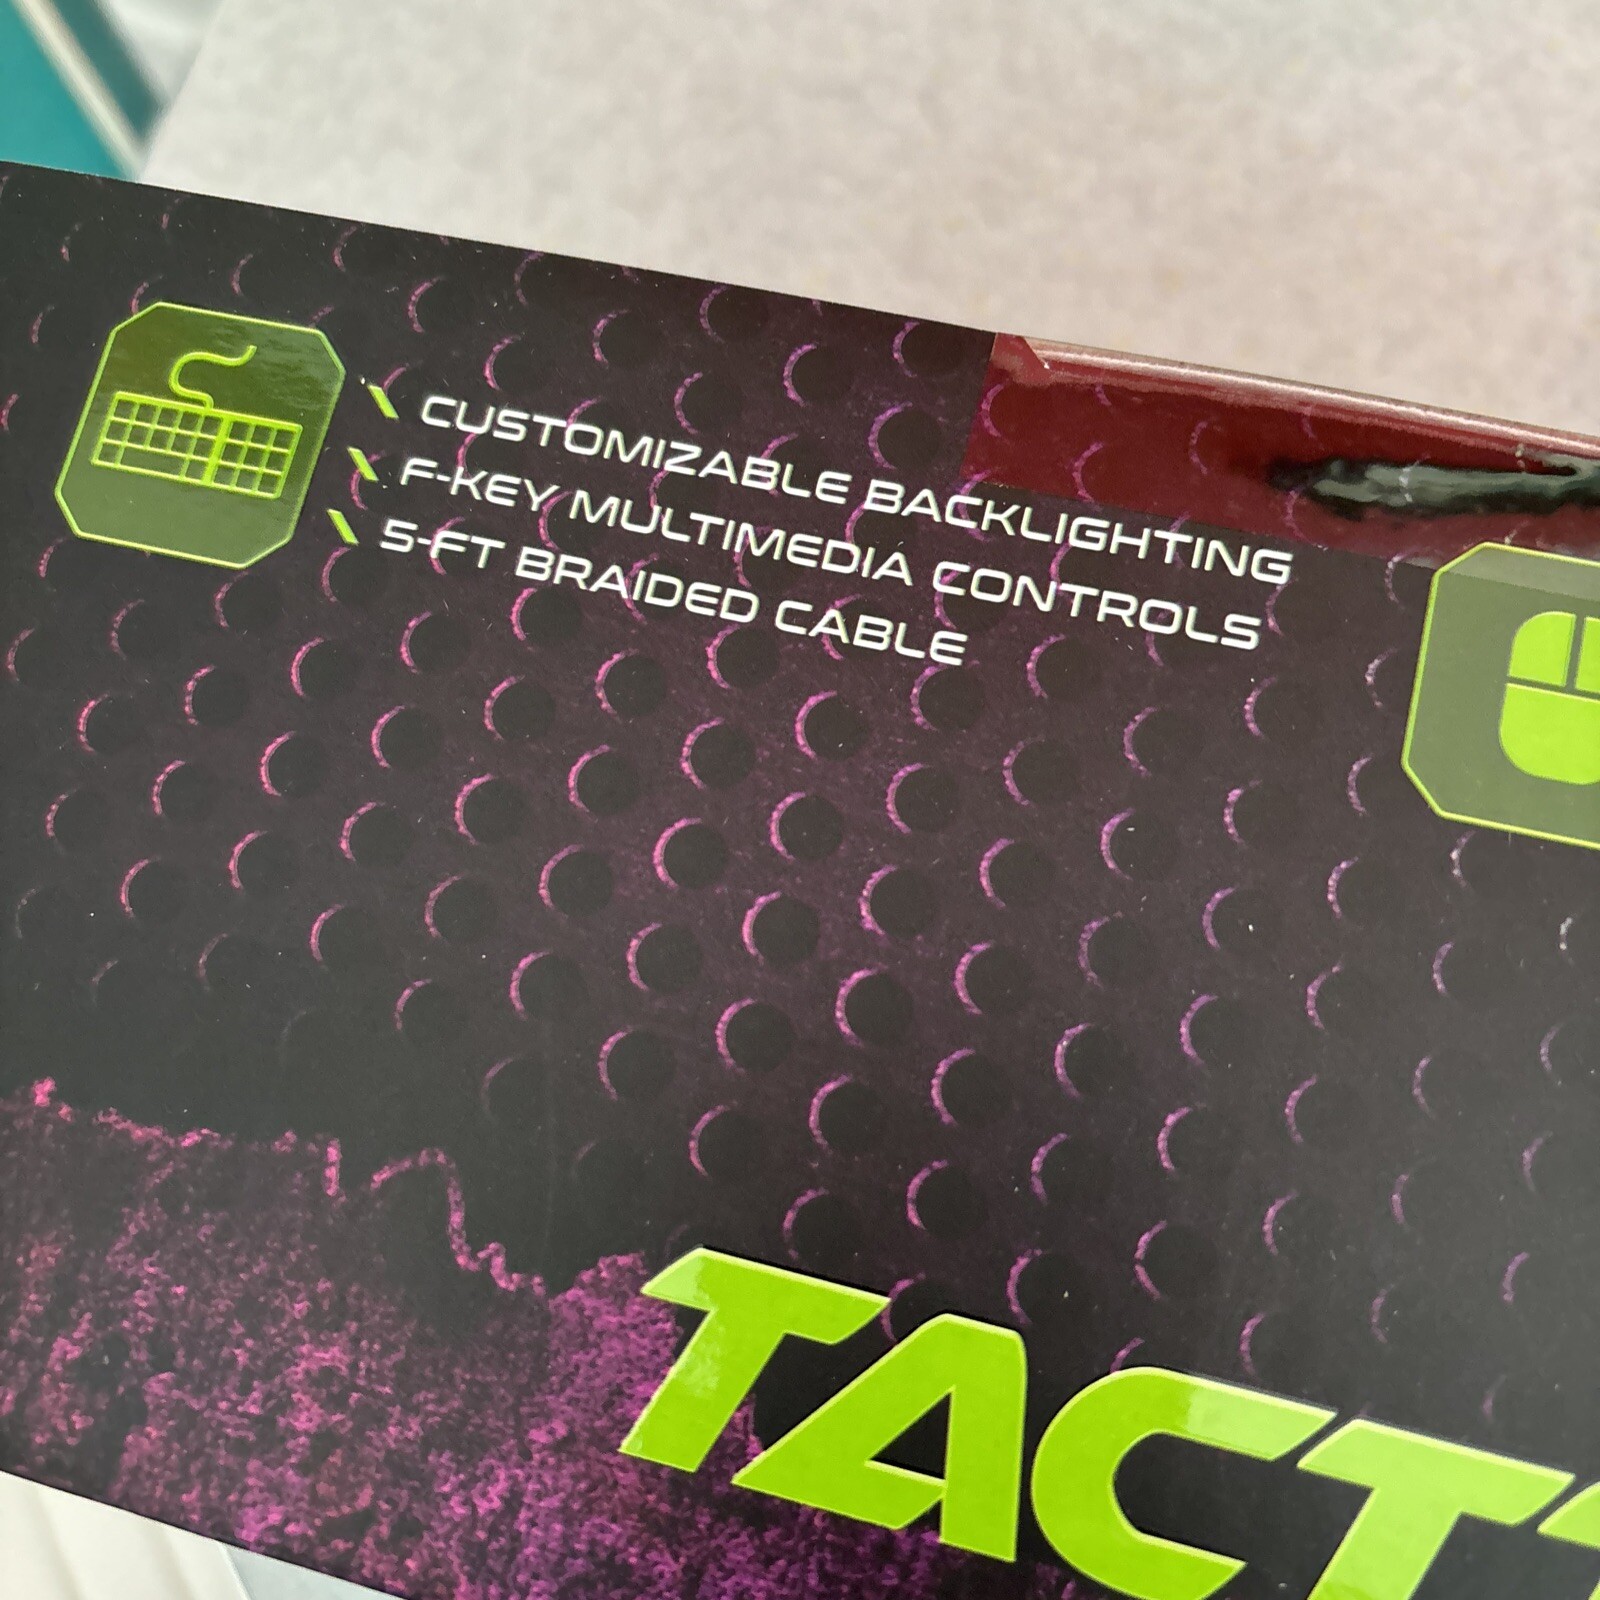 CUSTOMIZABLE BACKLIGHTING
F-KEY MULTIMEDIA CONTROLS
5-FT BRAIDED CABLE
TACT